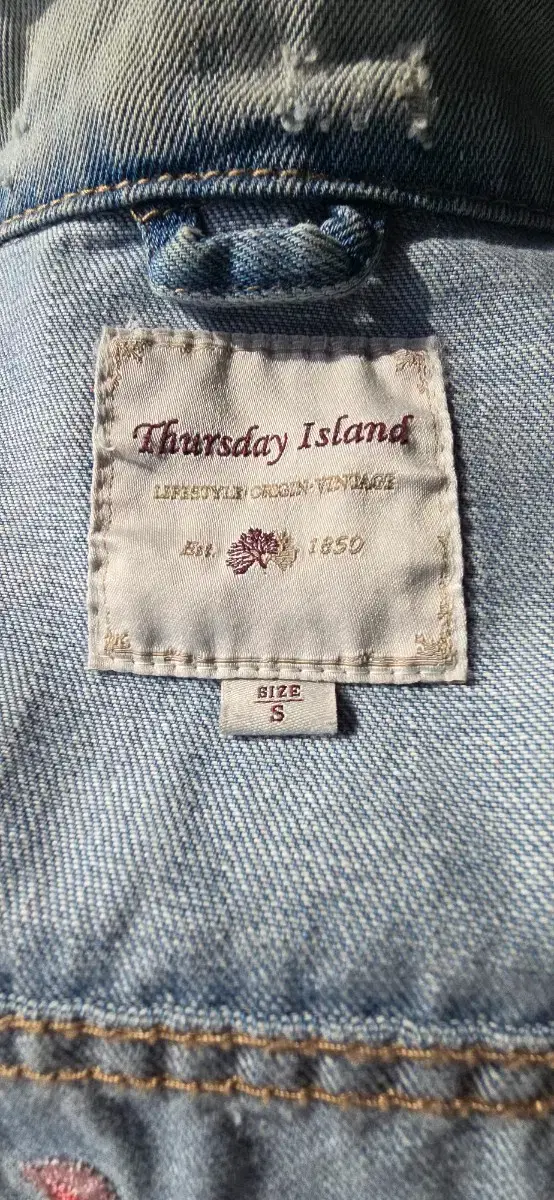 Thursday Island
LIFESTYLE·ORIGIN·VINTAGE
Est. 1850
SIZE
S